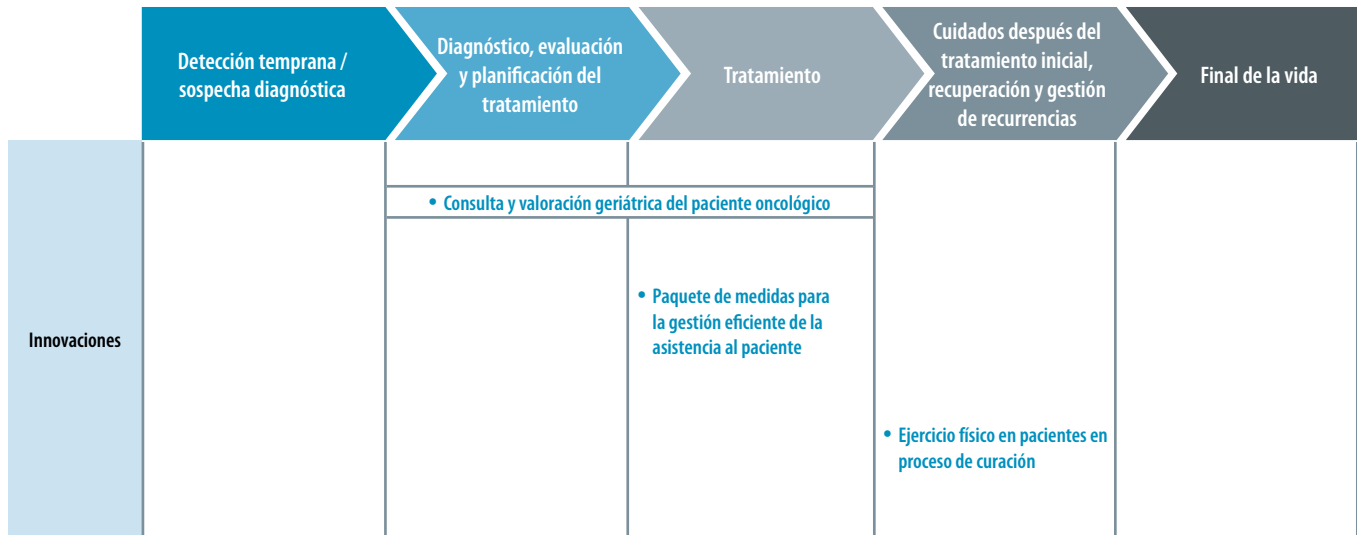 Detección temprana /
sospecha diagnóstica
Diagnóstico, evaluación
y planificación del
tratamiento
Tratamiento
Cuidados después del
tratamiento inicial,
recuperación y gestión
de recurrencias
Final de la vida
Innovaciones
• Consulta y valoración geriátrica del paciente oncológico
• Paquete de medidas para
la gestión eficiente de la
asistencia al paciente
• Ejercicio físico en pacientes en
proceso de curación